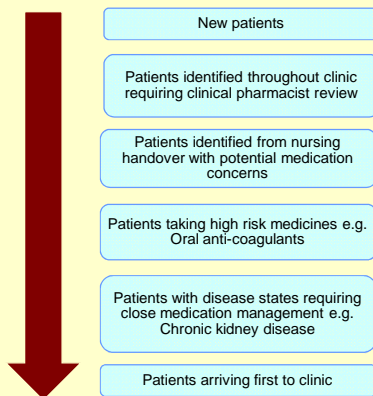 New patients
Patients identified throughout clinic
requiring clinical pharmacist review
Patients identified from nursing
handover with potential medication
concerns
Patients taking high risk medicines e.g.
Oral anti-coagulants
Patients with disease states requiring
close medication management e.g.
Chronic kidney disease
Patients arriving first to clinic